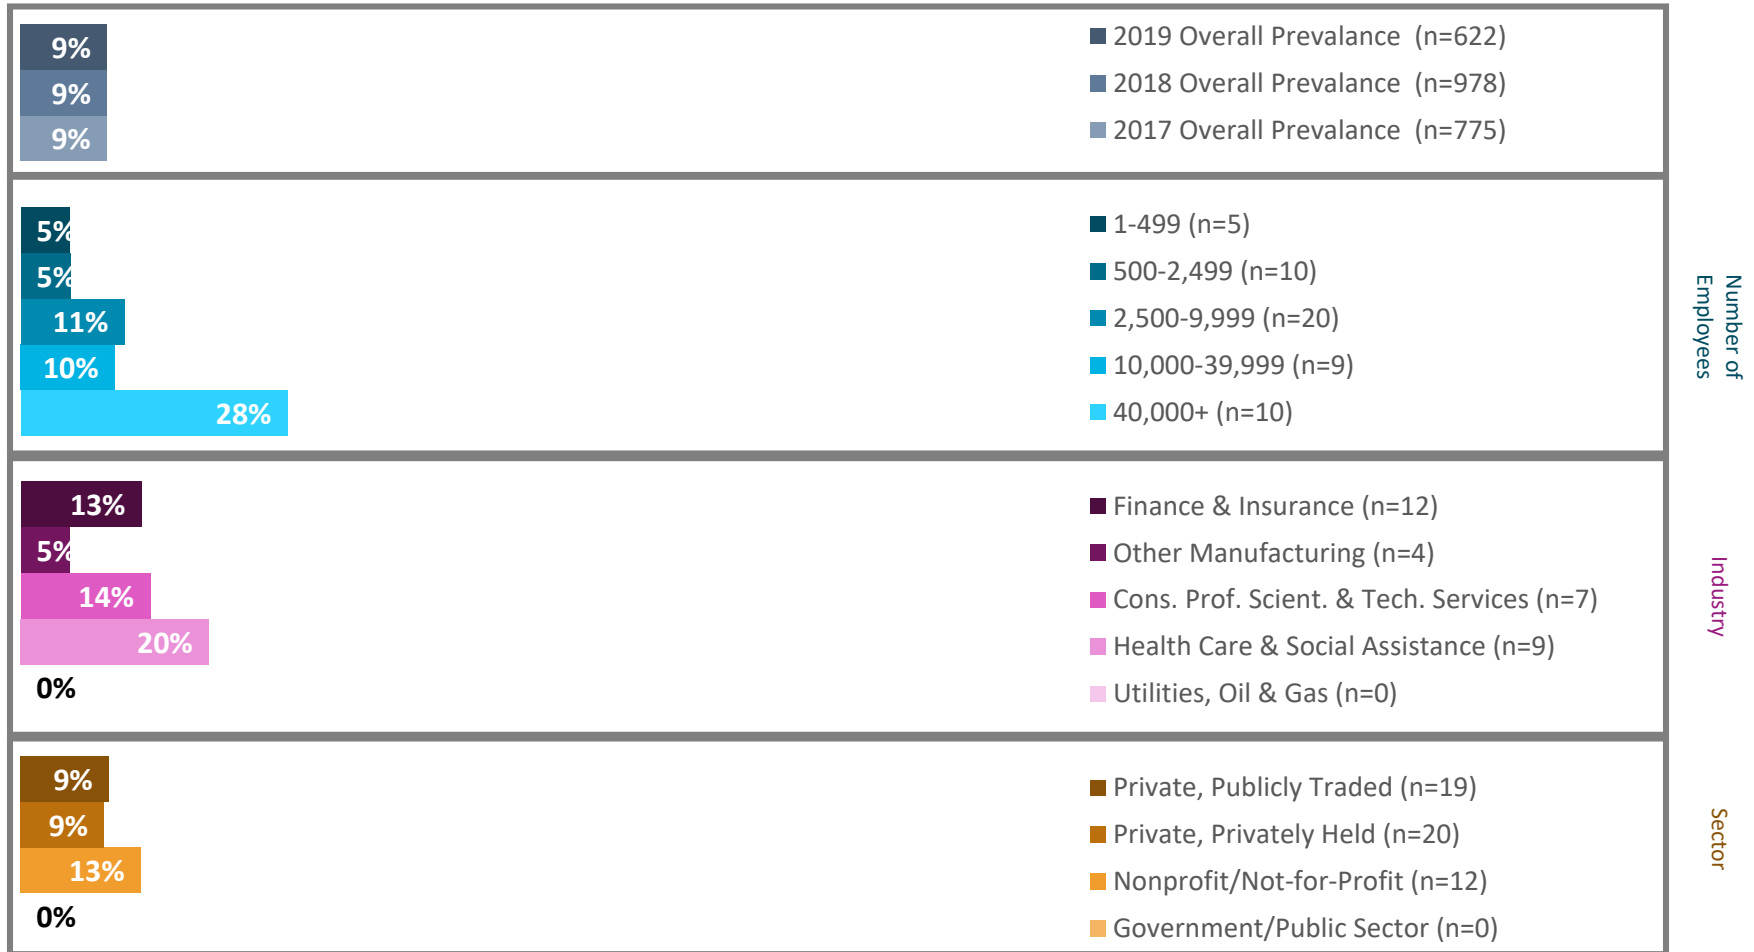 9%
9%
9%
2019 Overall Prevalance (n=622)
2018 Overall Prevalance (n=978)
2017 Overall Prevalance (n=775)
5%
5%
11%
10%
28%
1-499 (n=5)
500-2,499 (n=10)
2,500-9,999 (n=20)
10,000-39,999 (n=9)
40,000+ (n=10)
Number of
Employees
13%
5%
14%
20%
0%
Finance & Insurance (n=12)
Other Manufacturing (n=4)
Cons. Prof. Scient. & Tech. Services (n=7)
Health Care & Social Assistance (n=9)
Utilities, Oil & Gas (n=0)
Industry
9%
9%
13%
0%
Private, Publicly Traded (n=19)
Private, Privately Held (n=20)
Nonprofit/Not-for-Profit (n=12)
Government/Public Sector (n=0)
Sector